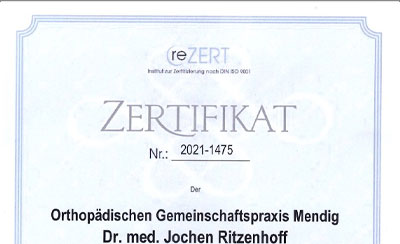 reZERT
Institut zur Zertifizierung nach DIN ISO 9001
ZERTIFIKAT
Nr.: 2021-1475
Der
Orthopädischen Gemeinschaftspraxis Mendig
Dr. med. Jochen Ritzenhoff